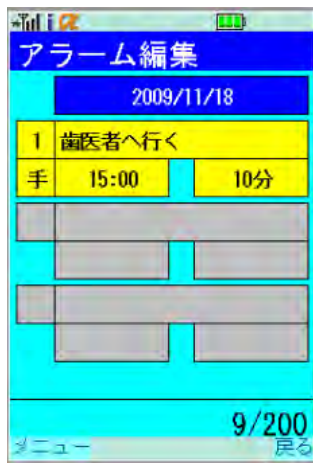 アラーム編集
2009/11/18
1 歯医者へ行く
手 15:00 10分
9/200
メニュー 戻る